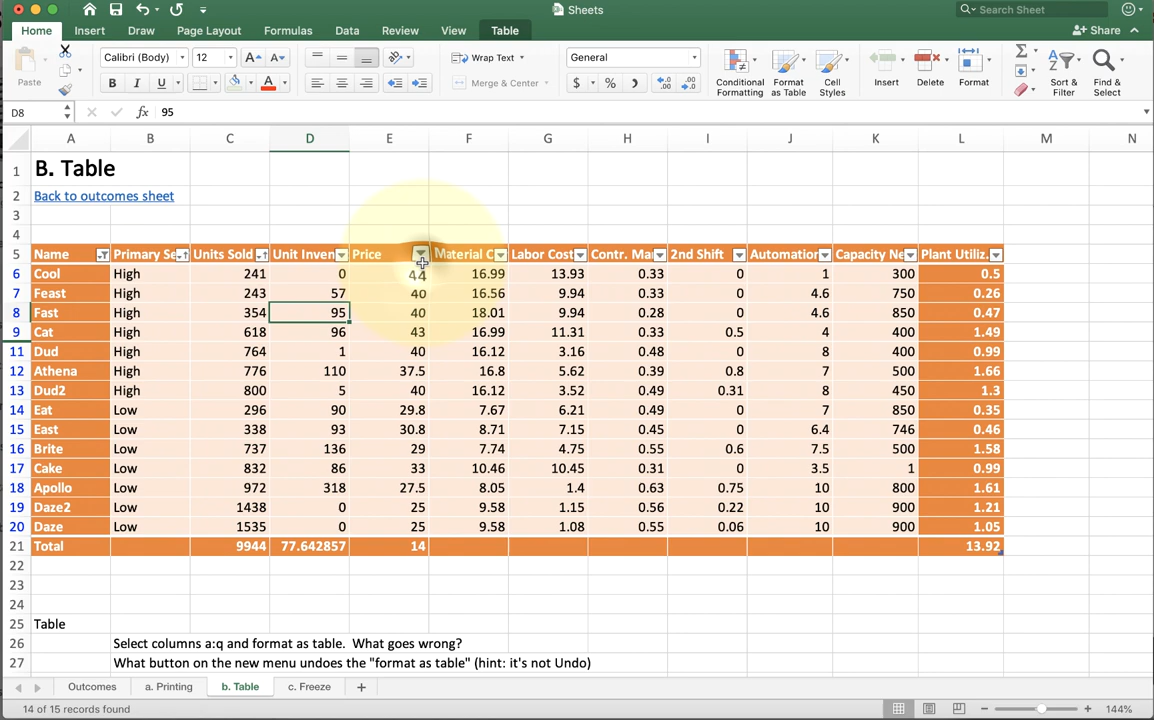 Sheets
Search Sheet
Home Insert Draw Page Layout Formulas Data Review View Table
Share
Paste
Calibri (Body) 12
Wrap Text
General
B I U
Merge & Center
$ % )
Conditional Formatting
Format as Table
Cell Styles
Insert
Delete
Format
Sort & Filter
Find & Select
D8 fx 95
A B C D E F G H I J K L M N
1 B. Table
2 Back to outcomes sheet
3
4
5 Name Primary Se Units Sold Unit Inven Price Material C Labor Cost Contr. Ma 2nd Shift Automation Capacity Ne Plant Utiliz.
6 Cool High 241 0 44 16.99 13.93 0.33 0 1 300 0.5
7 Feast High 243 57 40 16.56 9.94 0.33 0 4.6 750 0.26
8 Fast High 354 95 40 18.01 9.94 0.28 0 4.6 850 0.47
9 Cat High 618 96 43 16.99 11.31 0.33 0.5 4 400 1.49
11 Dud High 764 1 40 16.12 3.16 0.48 0 8 400 0.99
12 Athena High 776 110 37.5 16.8 5.62 0.39 0.8 7 500 1.66
13 Dud2 High 800 5 40 16.12 3.52 0.49 0.31 8 450 1.3
14 Eat Low 296 90 29.8 7.67 6.21 0.49 0 7 850 0.35
15 East Low 338 93 30.8 8.71 7.15 0.45 0 6.4 746 0.46
16 Brite Low 737 136 29 7.74 4.75 0.55 0.6 7.5 500 1.58
17 Cake Low 832 86 33 10.46 10.45 0.31 0 3.5 1 0.99
18 Apollo Low 972 318 27.5 8.05 1.4 0.63 0.75 10 800 1.61
19 Daze2 Low 1438 0 25 9.58 1.15 0.56 0.22 10 900 1.21
20 Daze Low 1535 0 25 9.58 1.08 0.55 0.06 10 900 1.05
21 Total 9944 77.642857 14 13.92
22
23
24
25 Table
26 Select columns a:q and format as table. What goes wrong?
27 What button on the new menu undoes the "format as table" (hint: it's not Undo)
Outcomes a. Printing b. Table c. Freeze +
14 of 15 records found
144%